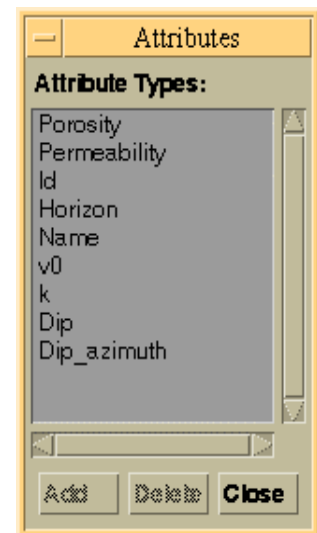 Attributes
Attribute Types:
Porosity
Permeability
Id
Horizon
Name
v0
k
Dip
Dip_azimuth
Add Delete Close